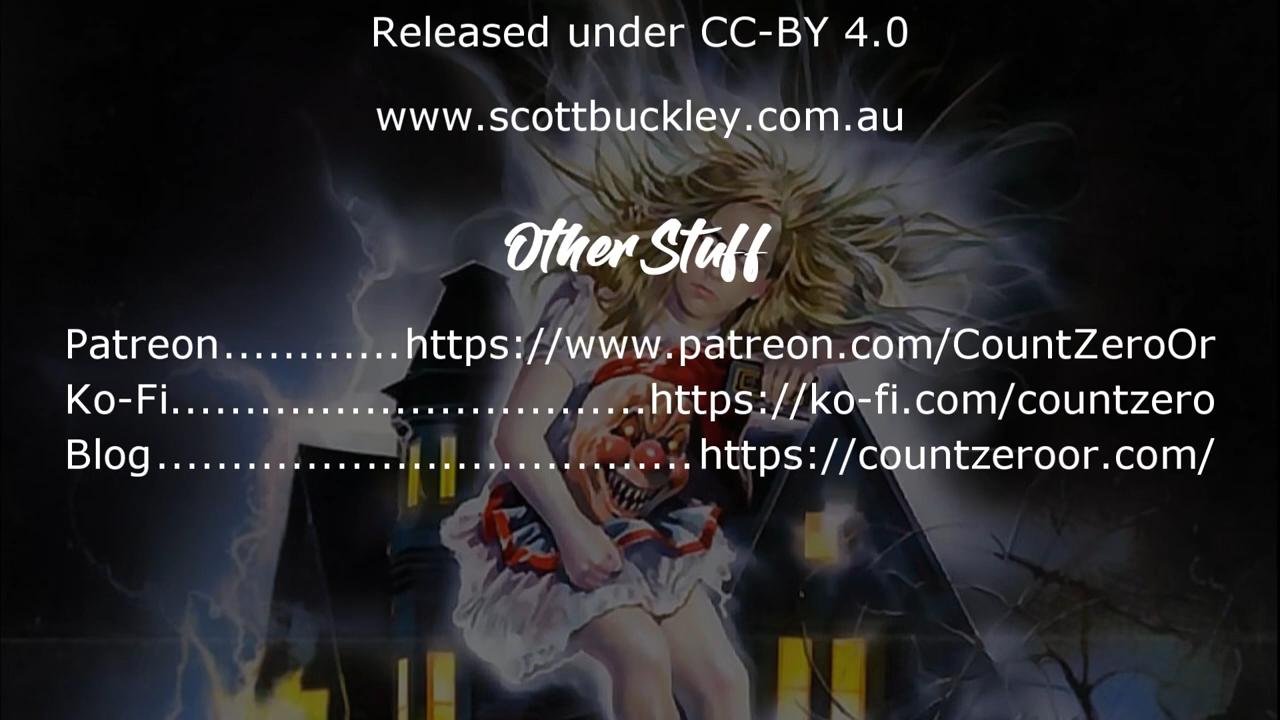 Released under CC-BY 4.0
www.scottbuckley.com.au
Other Stuff
Patreon............https://www.patreon.com/CountZeroOr
Ko-Fi................................https://ko-fi.com/countzero
Blog....................................https://countzeroor.com/